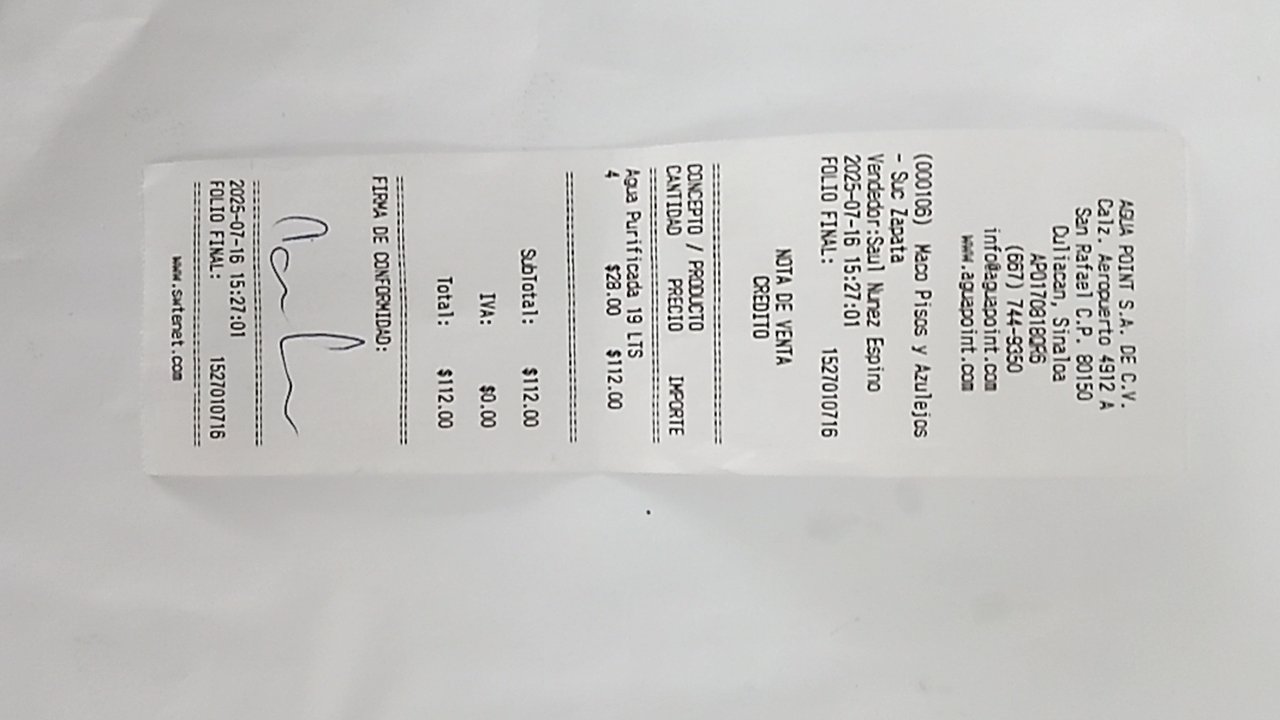 AGUA POINT S.A. DE C.V.
Calz. Aeropuerto 4912 A
San Rafael C.P. 80150
Culiacan, Sinaloa
APO170818QR6
(667) 744-9350
info@aguapoint.com
www.aguapoint.com
(000106) Maco Pisos y Azulejos
- Suc Zapata
Vendedor:Saul Nunez Espino
2025-07-16 15:27:01
FOLIO FINAL: 1527010716
NOTA DE VENTA
CREDITO
CONCEPTO / PRODUCTO
CANTIDAD PRECIO IMPORTE
Agua Purificada 19 LTS
4 $28.00 $112.00
SubTotal: $112.00
IVA: $0.00
Total: $112.00
FIRMA DE CONFORMIDAD:
2025-07-16 15:27:01
FOLIO FINAL: 1527010716
www.swtenet.com